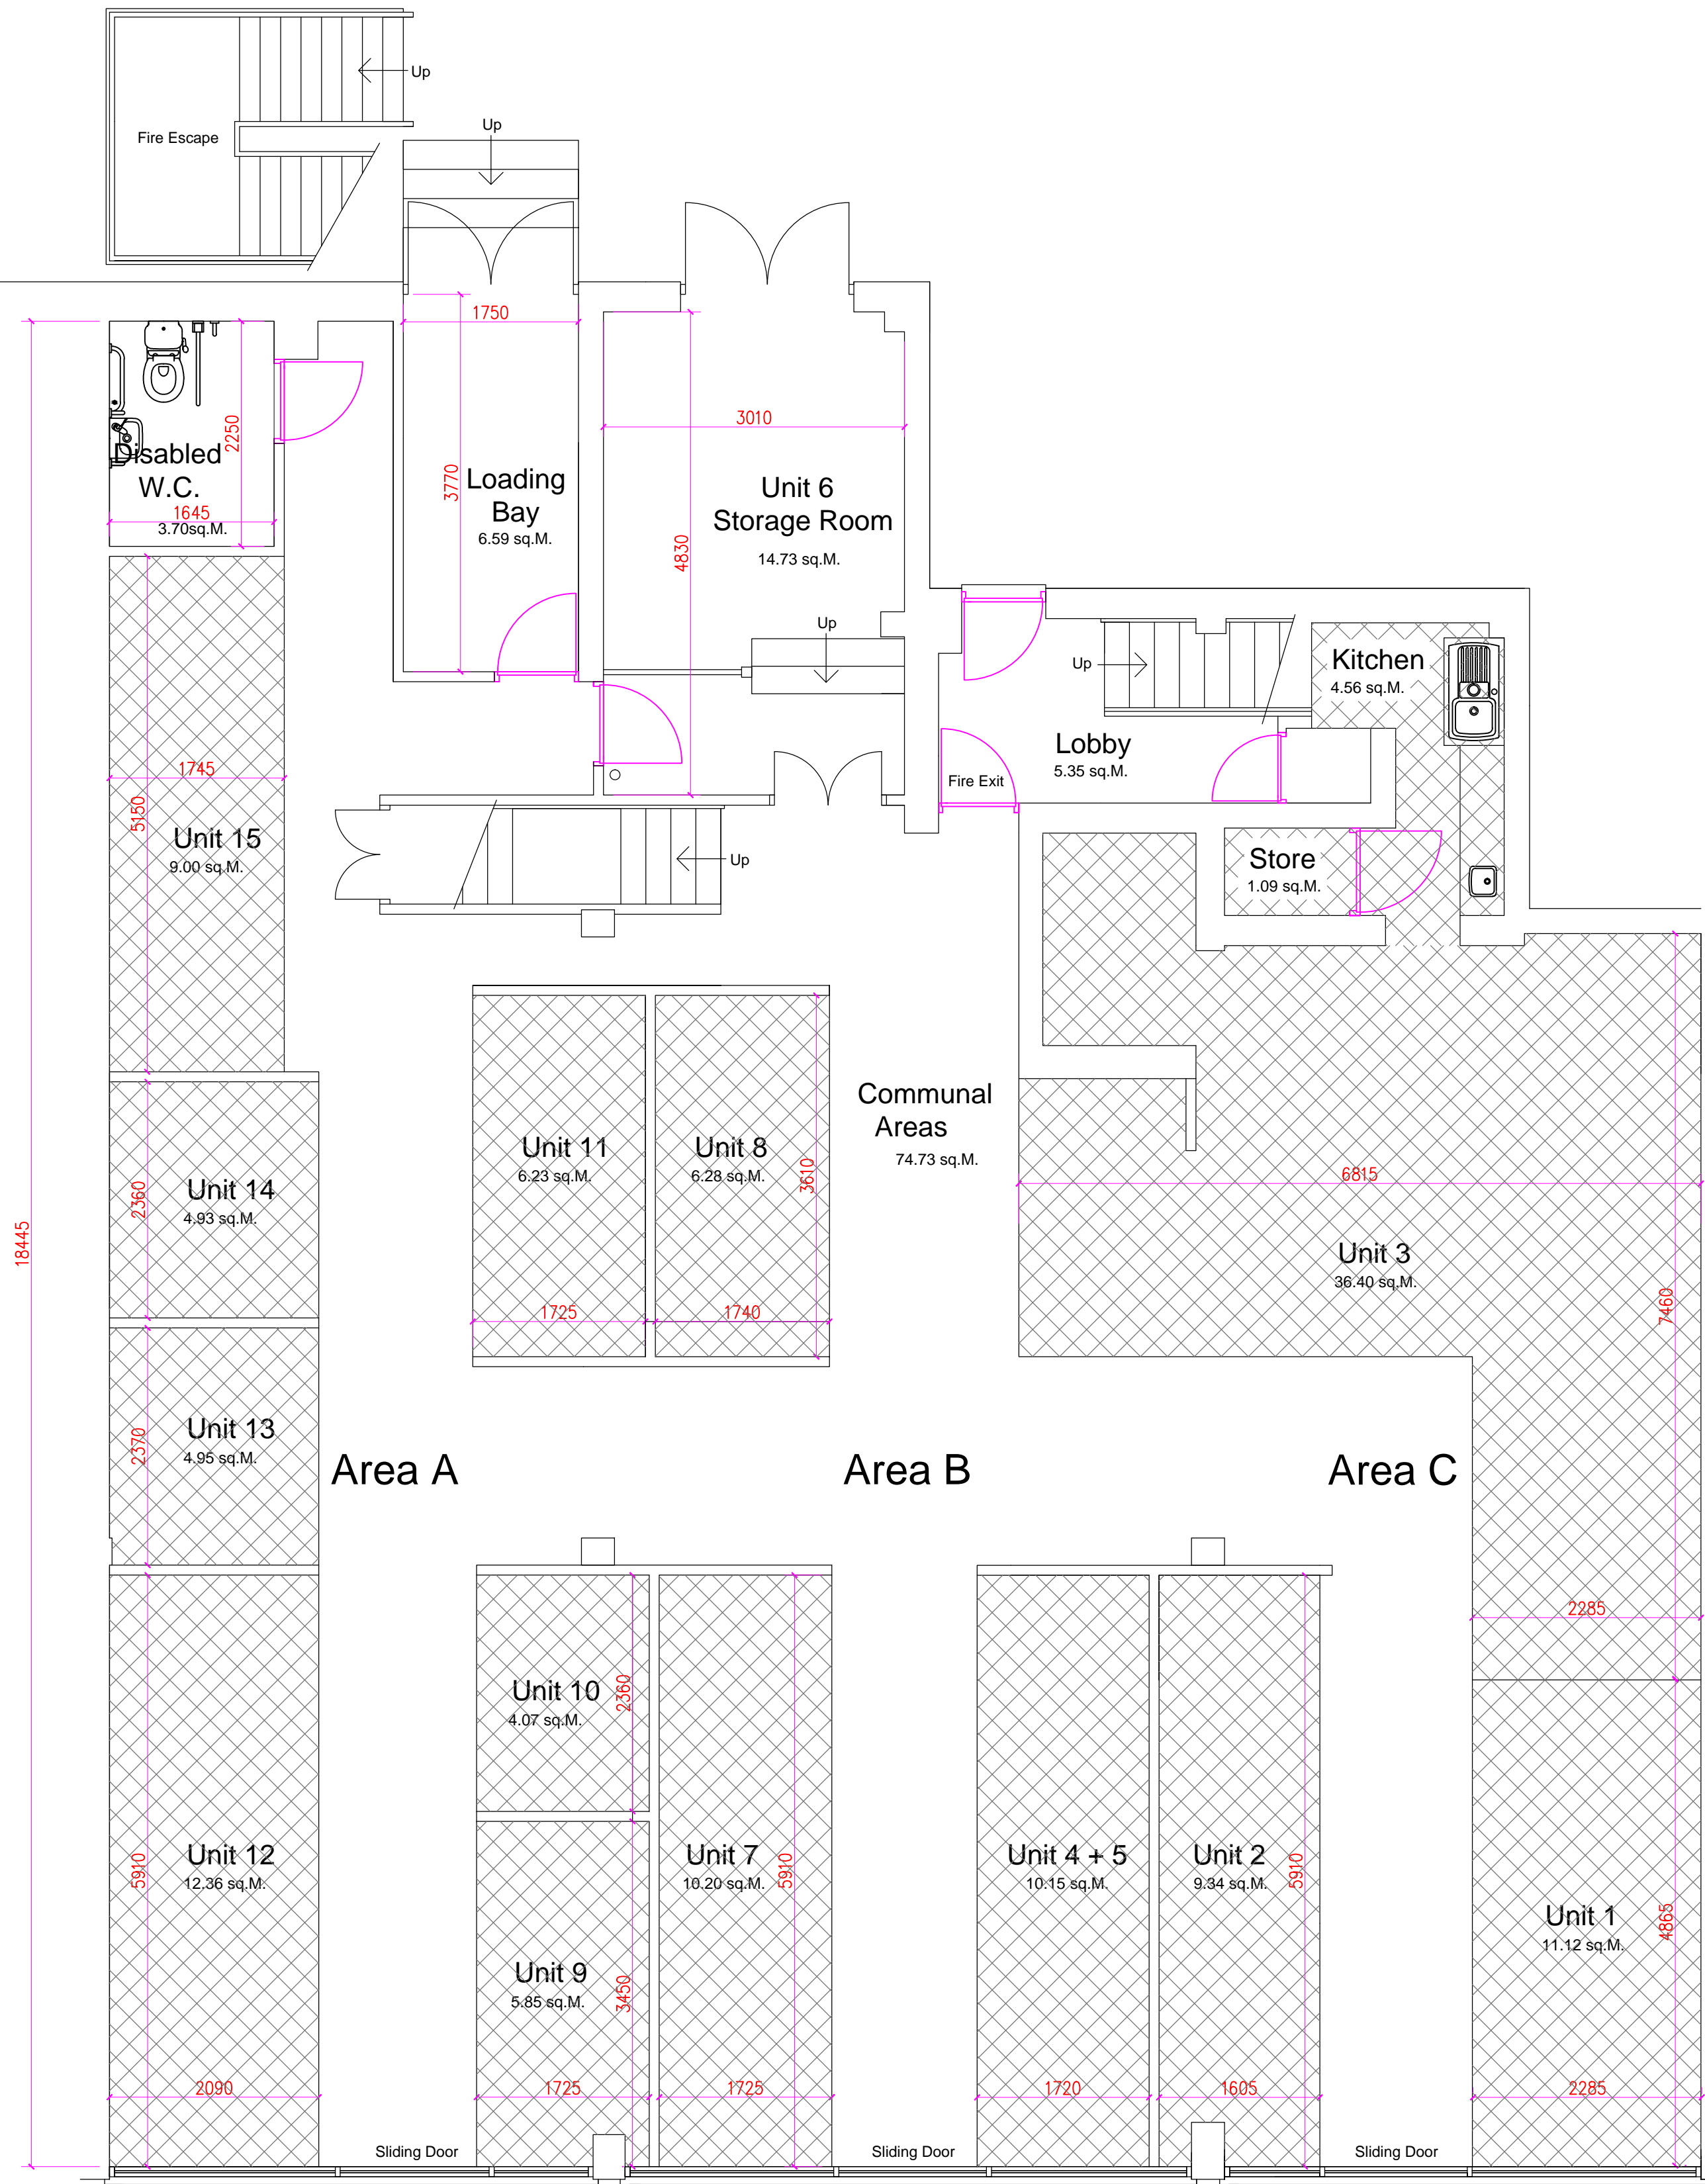 Up
Fire Escape
Up
1750
3010
2250
Disabled
W.C.
1645
3.70sq.M.
3770
Loading
Bay
6.59 sq.M.
4830
Unit 6
Storage Room
14.73 sq.M.
Up
Up
Kitchen
4.56 sq.M.
Lobby
5.35 sq.M.
Fire Exit
1745
5150
Unit 15
9.00 sq.M.
Up
Store
1.09 sq.M.
Communal
Areas
74.73 sq.M.
Unit 11
6.23 sq.M.
Unit 8
6.28 sq.M.
3610
6815
2360
Unit 14
4.93 sq.M.
18445
Unit 3
36.40 sq.M.
7460
1725
1740
2370
Unit 13
4.95 sq.M.
Area A
Area B
Area C
2285
Unit 10
4.07 sq.M.
2360
5910
Unit 12
12.36 sq.M.
Unit 7
10.20 sq.M.
5910
Unit 4 + 5
10.15 sq.M.
Unit 2
9.34 sq.M.
5910
Unit 1
11.12 sq.M.
4865
Unit 9
5.85 sq.M.
3450
2090
1725
1725
1720
1605
2285
Sliding Door
Sliding Door
Sliding Door